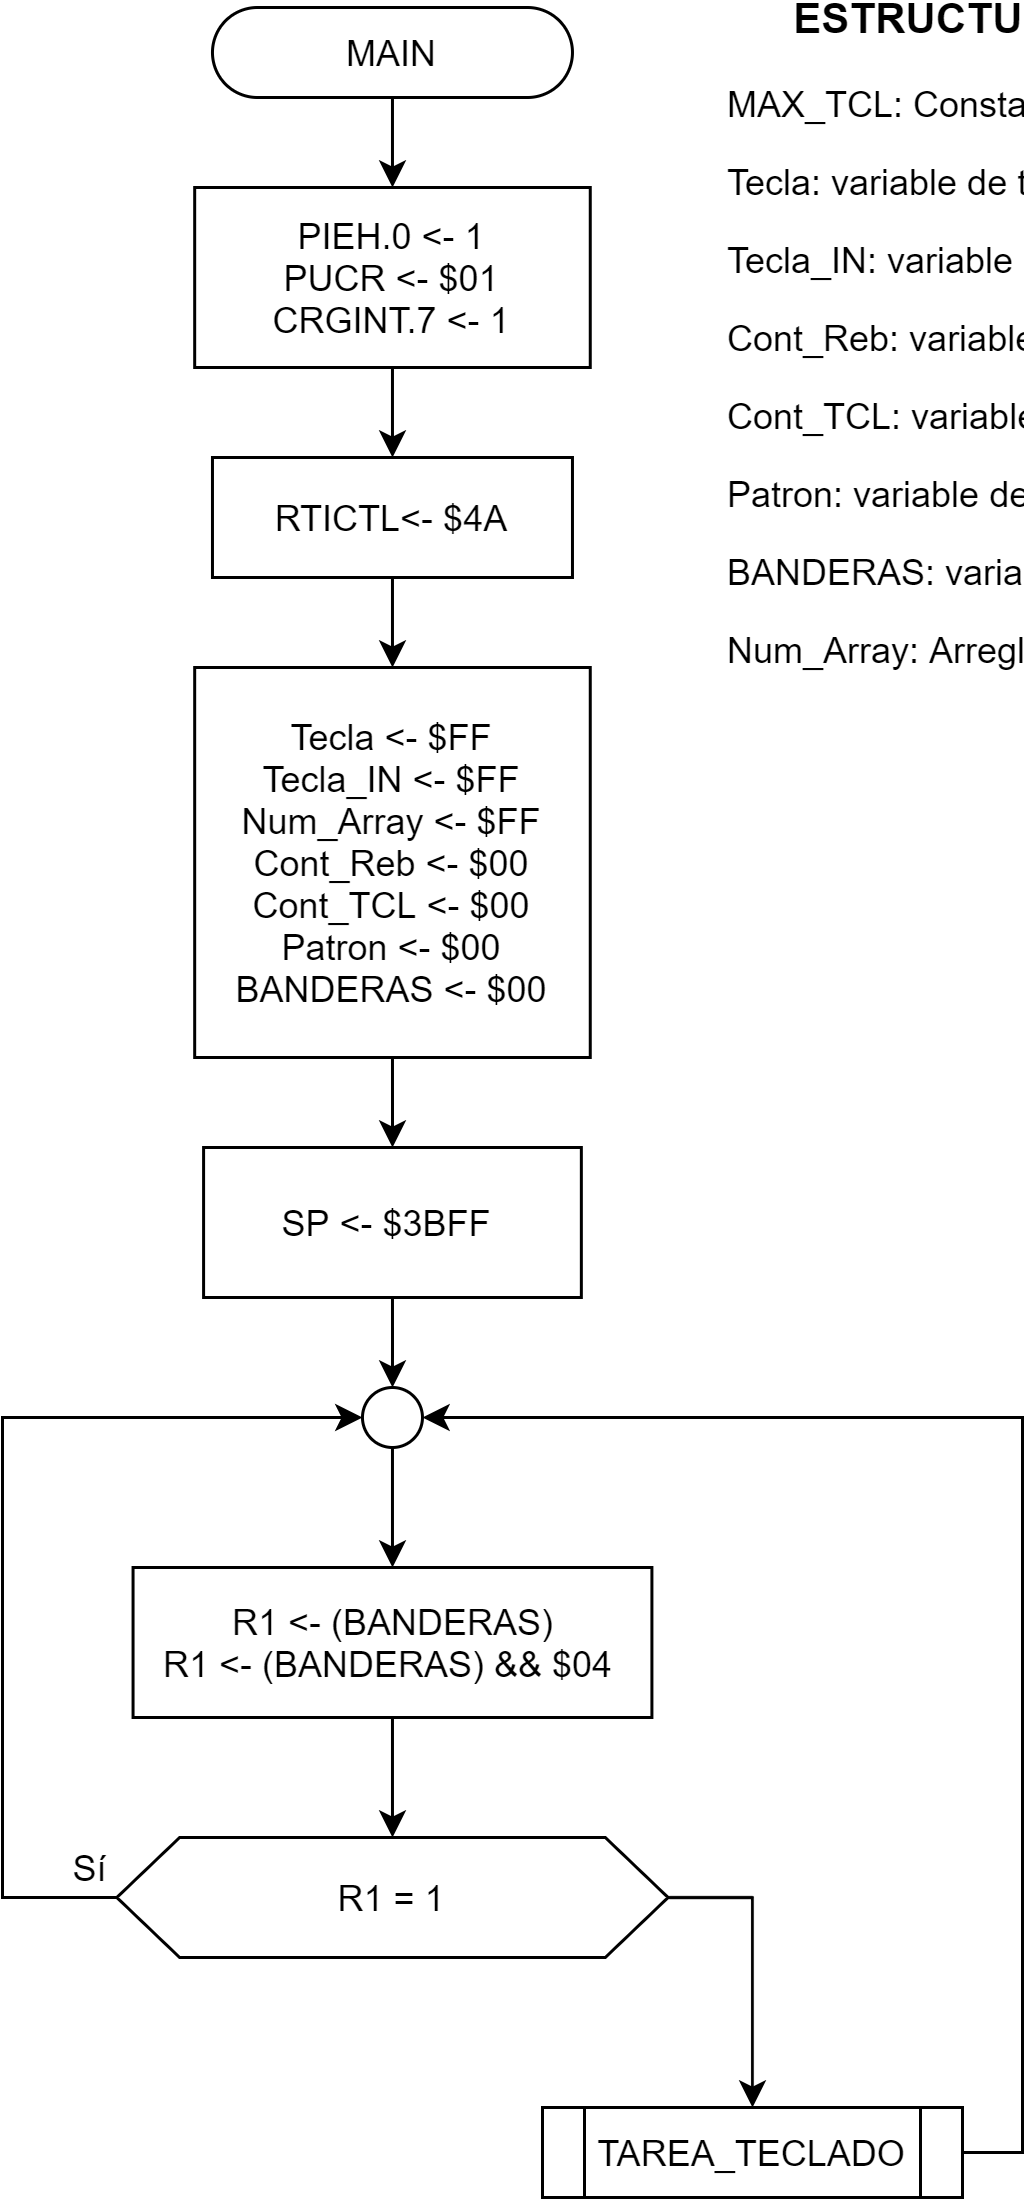 MAIN
PIEH.0 <- 1
PUCR <- $01
CRGINT.7 <- 1
RTICTL<- $4A
Tecla <- $FF
Tecla_IN <- $FF
Num_Array <- $FF
Cont_Reb <- $00
Cont_TCL <- $00
Patron <- $00
BANDERAS <- $00
SP <- $3BFF
R1 <- (BANDERAS)
R1 <- (BANDERAS) && $04
Sí
R1 = 1
TAREA_TECLADO
ESTRUCTU
MAX_TCL: Consta
Tecla: variable de t
Tecla_IN: variable
Cont_Reb: variable
Cont_TCL: variable
Patron: variable de
BANDERAS: varia
Num_Array: Arregl